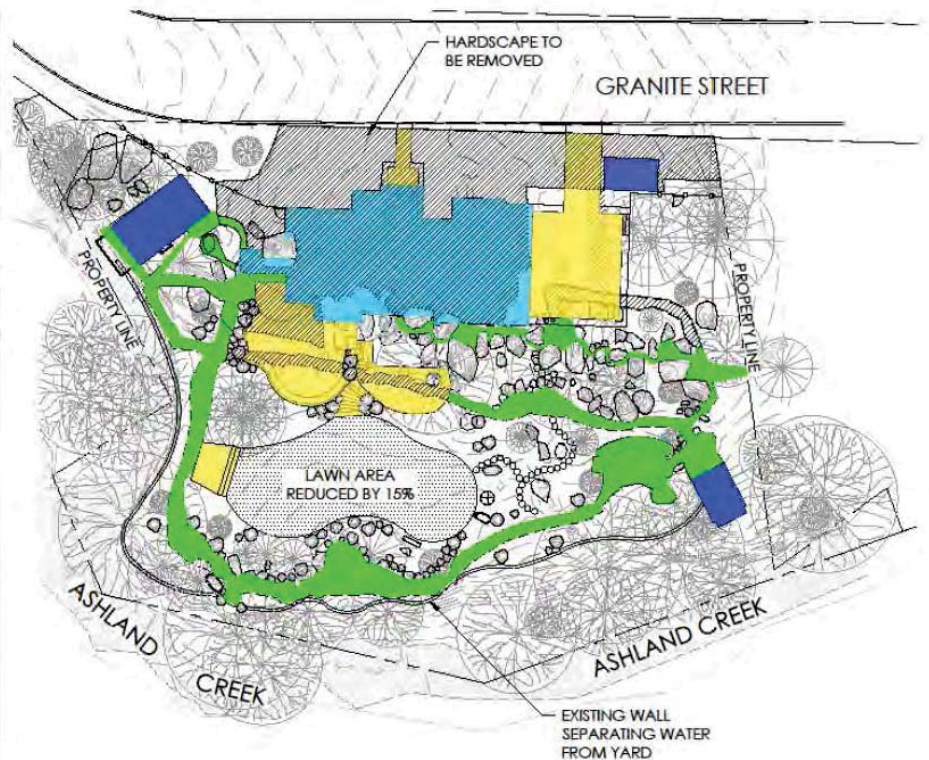 HARDSCAPE TO
BE REMOVED
GRANITE STREET
PROPERTY LINE
PROPERTY LINE
LAWN AREA
REDUCED BY 15%
ASHLAND
CREEK
ASHLAND CREEK
EXISTING WALL
SEPARATING WATER
FROM YARD